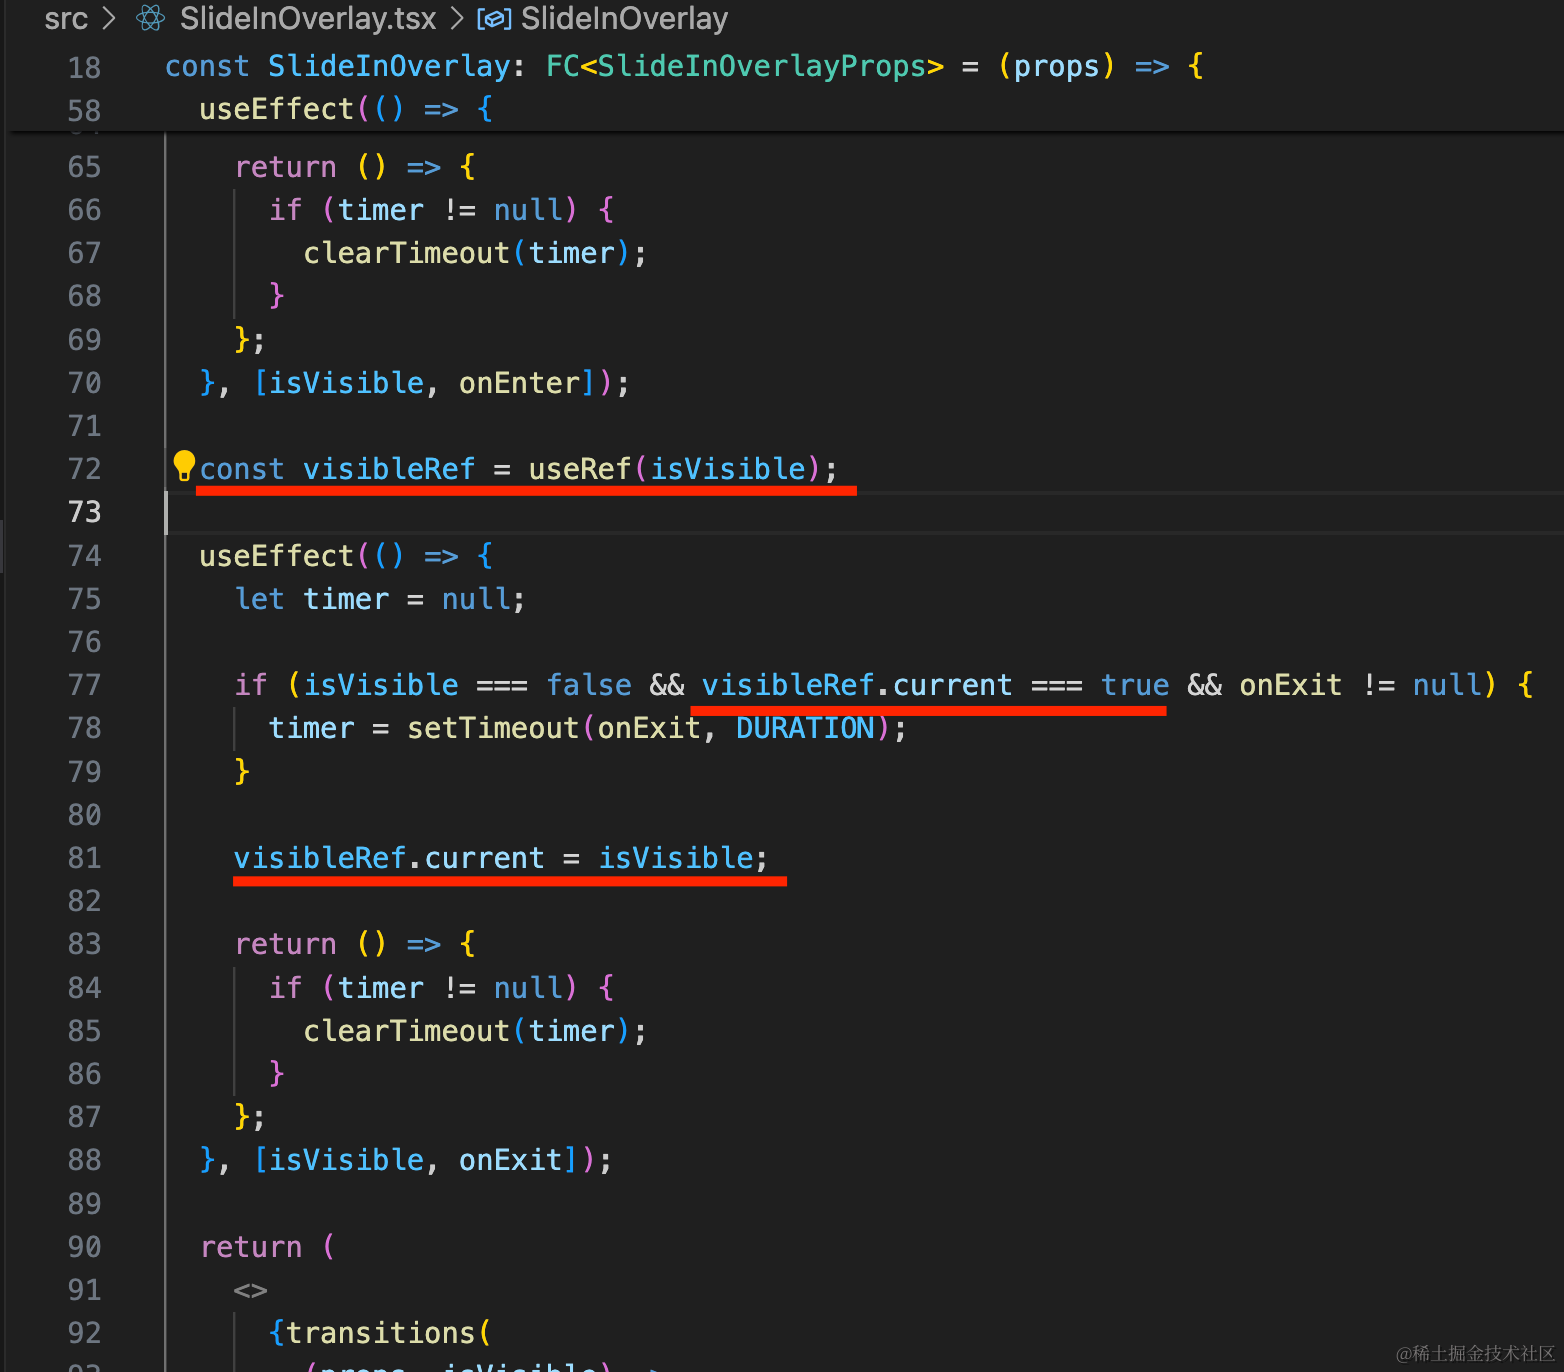 src > SlideInOverlay.tsx > SlideInOverlay
18 const SlideInOverlay: FC<SlideInOverlayProps> = (props) => {
58 useEffect(() => {
65 return () => {
66 if (timer != null) {
67 clearTimeout(timer);
68 }
69 };
70 }, [isVisible, onEnter]);
71
72 const visibleRef = useRef(isVisible);
73
74 useEffect(() => {
75 let timer = null;
76
77 if (isVisible === false && visibleRef.current === true && onExit != null) {
78 timer = setTimeout(onExit, DURATION);
79 }
80
81 visibleRef.current = isVisible;
82
83 return () => {
84 if (timer != null) {
85 clearTimeout(timer);
86 }
87 };
88 }, [isVisible, onExit]);
89
90 return (
91 <>
92 {transitions(
@稀土掘金技术社区